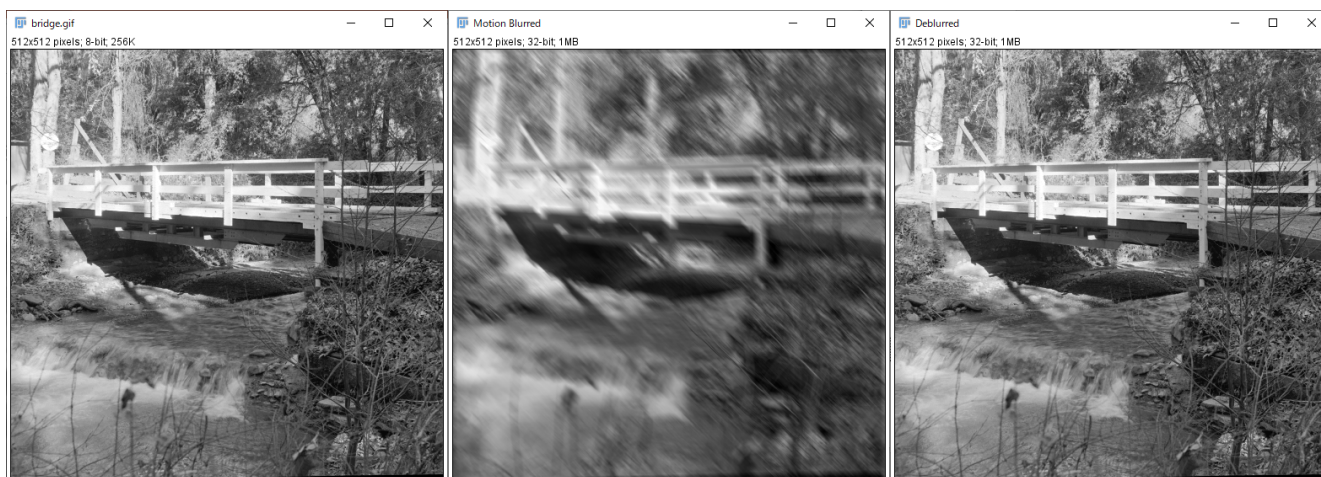 bridge.gif
512x512 pixels; 8-bit; 256K
Motion Blurred
512x512 pixels; 32-bit; 1MB
Deblurred
512x512 pixels; 32-bit; 1MB